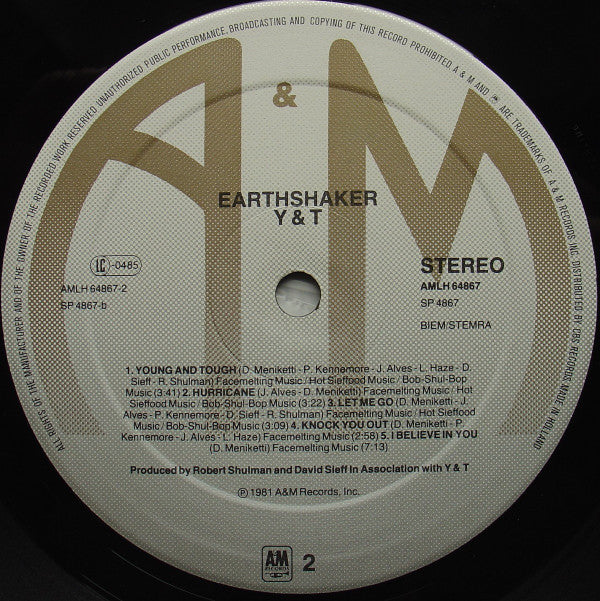 ALL RIGHTS OF THE MANUFACTURER AND OF THE OWNER OF THE RECORDED WORK RESERVED. UNAUTHORIZED PUBLIC PERFORMANCE, BROADCASTING AND COPYING OF THIS RECORD PROHIBITED. A & M AND ARE TRADEMARKS OF A & M RECORDS, INC. DISTRIBUTED BY CBS RECORDS. MADE IN HOLLAND
A & M
EARTHSHAKER
Y & T
LC-0485
AMLH 64867-2
SP 4867-b
STEREO
AMLH 64867
SP 4867
BIEM/STEMRA
1. YOUNG AND TOUGH (D. Meniketti - P. Kennemore - J. Alves - L. Haze - D.
Sieff - R. Shulman) Facemelting Music / Hot Sieffood Music / Bob-Shul-Bop
Music (3:41) 2. HURRICANE (J. Alves - D. Meniketti) Facemelting Music / Hot
Sieffood Music / Bob-Shul-Bop Music (3:22) 3. LET ME GO (D. Meniketti - J.
Alves - P. Kennemore - D. Sieff - R. Shulman) Facemelting Music / Hot Sieffood
Music / Bob-Shul-Bop Music (3:09) 4. KNOCK YOU OUT (D. Meniketti - P.
Kennemore - J. Alves - L. Haze) Facemelting Music (2:58) 5. I BELIEVE IN YOU
(D. Meniketti) Facemelting Music (7:13)
Produced by Robert Shulman and David Sieff In Association with Y & T
Ⓟ 1981 A&M Records, Inc.
A&M
RECORDS
2